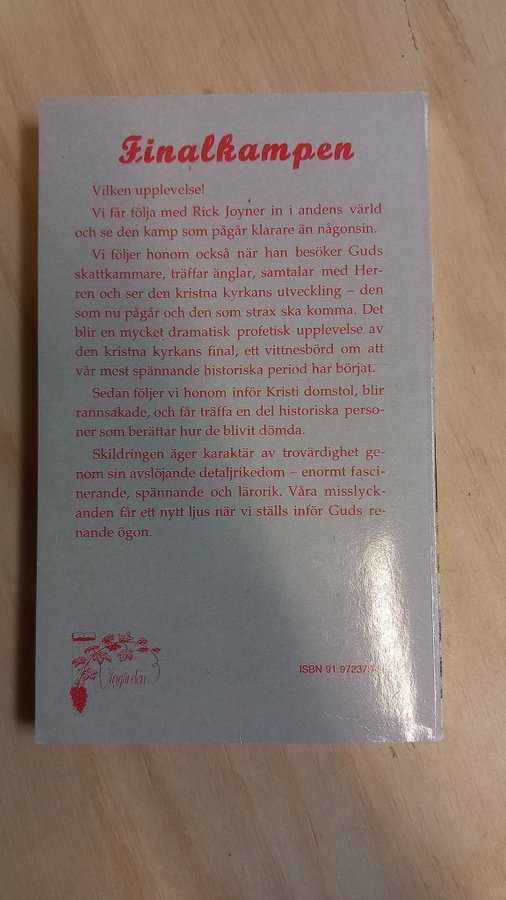 Finalkampen
Vilken upplevelse!
Vi får följa med Rick Joyner in i andens värld
och se den kamp som pågår klarare än någonsin.
Vi följer honom också när han besöker Guds
skattkammare, träffar änglar, samtalar med Her-
ren och ser den kristna kyrkans utveckling – den
som nu pågår och den som strax ska komma. Det
blir en mycket dramatisk profetisk upplevelse av
den kristna kyrkans final, ett vittnesbörd om att
vår mest spännande historiska period har börjat.
Sedan följer vi honom inför Kristi domstol, blir
rannsakade, och får träffa en del historiska perso-
ner som berättar hur de blivit dömda.
Skildringen äger karaktär av trovärdighet ge-
nom sin avslöjande detaljrikedom – enormt fasci-
nerande, spännande och lärorik. Våra misslyck-
anden får ett nytt ljus när vi ställs inför Guds re-
nande ögon.
Vingården
ISBN 91 97237